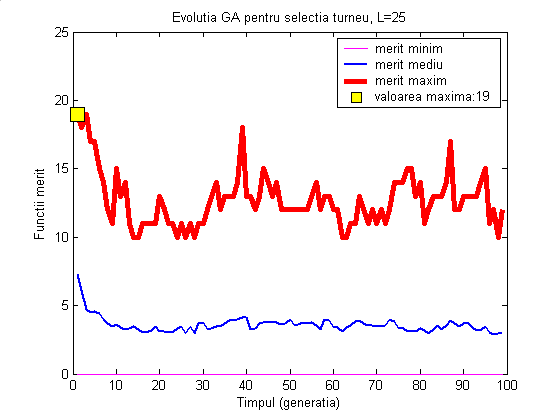 Evolutia GA pentru selectia turneu, L=25
25
20
15
10
5
0
Functii merit
merit minim
merit mediu
merit maxim
valoarea maxima:19
0 10 20 30 40 50 60 70 80 90 100
Timpul (generatia)